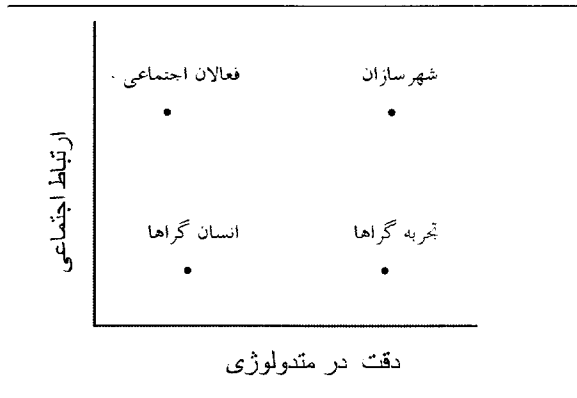 شهرسازان
فعالان اجتماعی
ارتباط اجتماعی
تجربه گراها
انسان گراها
دقت در متدولوژی